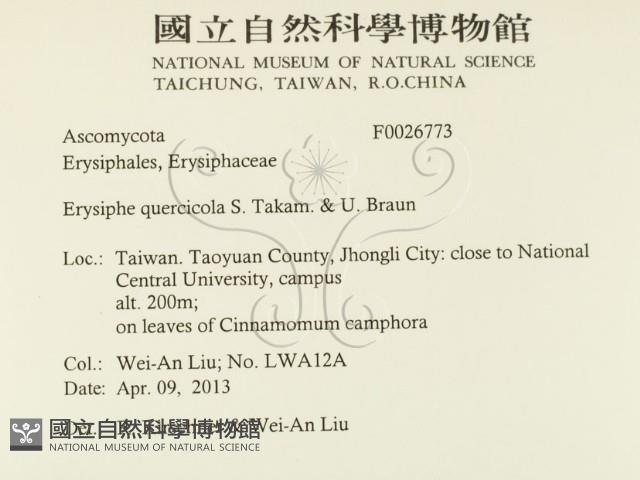 國立自然科學博物館
NATIONAL MUSEUM OF NATURAL SCIENCE
TAICHUNG, TAIWAN, R.O.CHINA
Ascomycota F0026773
Erysiphales, Erysiphaceae
Erysiphe quercicola S. Takam. & U. Braun
Loc.: Taiwan. Taoyuan County, Jhongli City: close to National
Central University, campus
alt. 200m;
on leaves of Cinnamomum camphora
Col.: Wei-An Liu; No. LWA12A
Date: Apr. 09, 2013
Det.: & Wei-An Liu
國立自然科學博物館
NATIONAL MUSEUM OF NATURAL SCIENCE